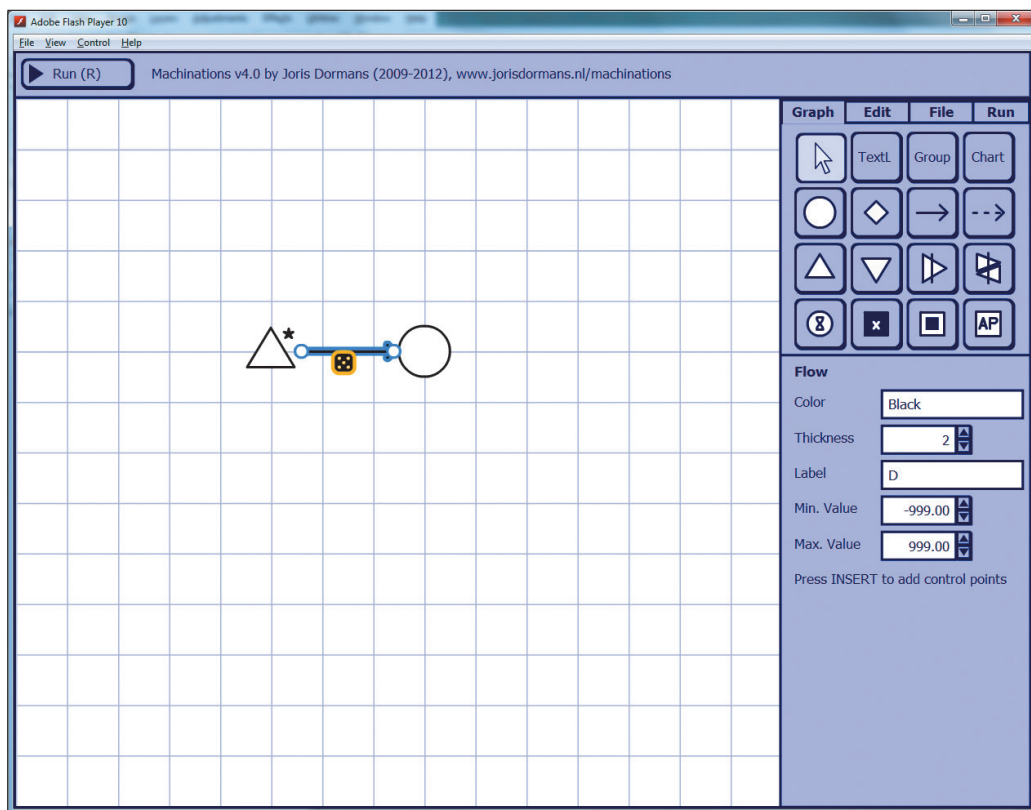 Adobe Flash Player 10
File View Control Help
Run (R)
Machinations v4.0 by Joris Dormans (2009-2012), www.jorisdormans.nl/machinations
Graph Edit File Run
TextL Group Chart
x AP
Flow
Color Black
Thickness 2
Label D
Min. Value -999.00
Max. Value 999.00
Press INSERT to add control points